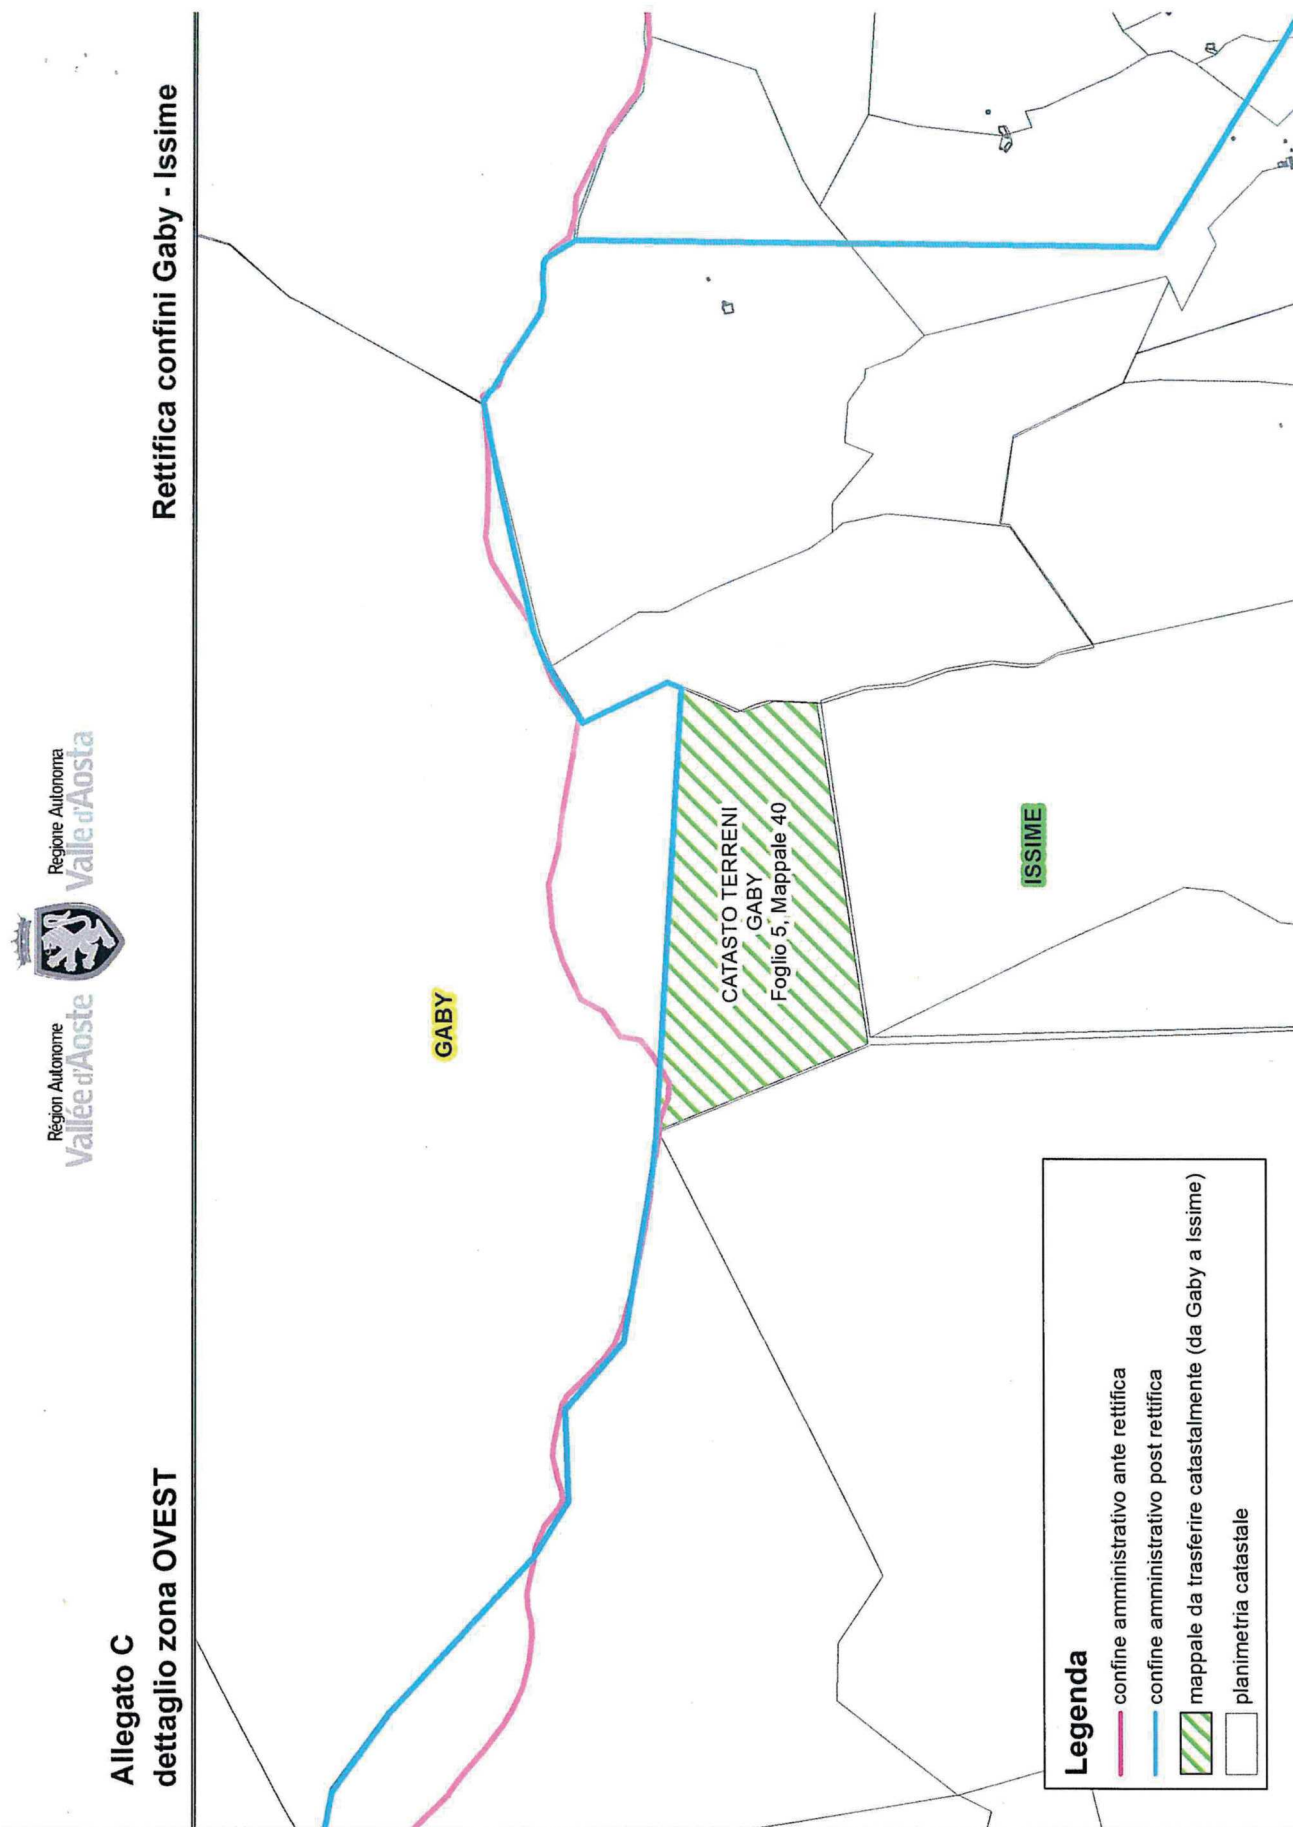 Région Autonome
Vallée d'Aoste
Regione Autonoma
Valle d'Aosta
Allegato C
dettaglio zona OVEST
Rettifica confini Gaby - Issime
GABY
CATASTO TERRENI
GABY
Foglio 5, Mappale 40
ISSIME
Legenda
confine amministrativo ante rettifica
confine amministrativo post rettifica
mappale da trasferire catastalmente (da Gaby a Issime)
planimetria catastale